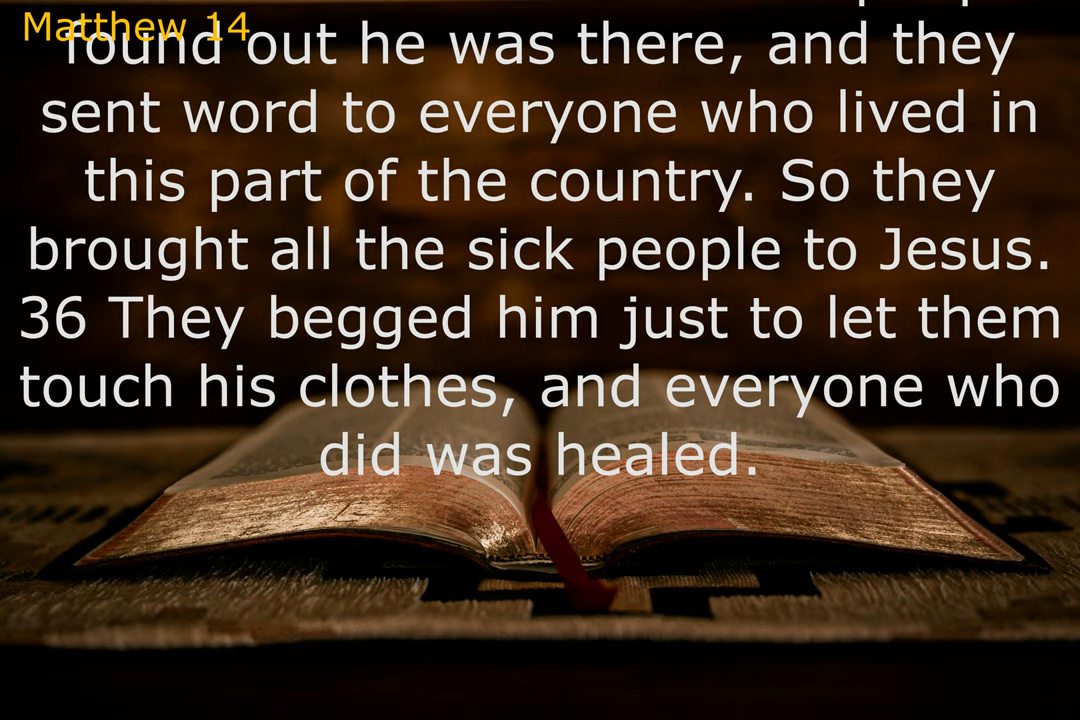 Matthew 14
found out he was there, and they
sent word to everyone who lived in
this part of the country. So they
brought all the sick people to Jesus.
36 They begged him just to let them
touch his clothes, and everyone who
did was healed.